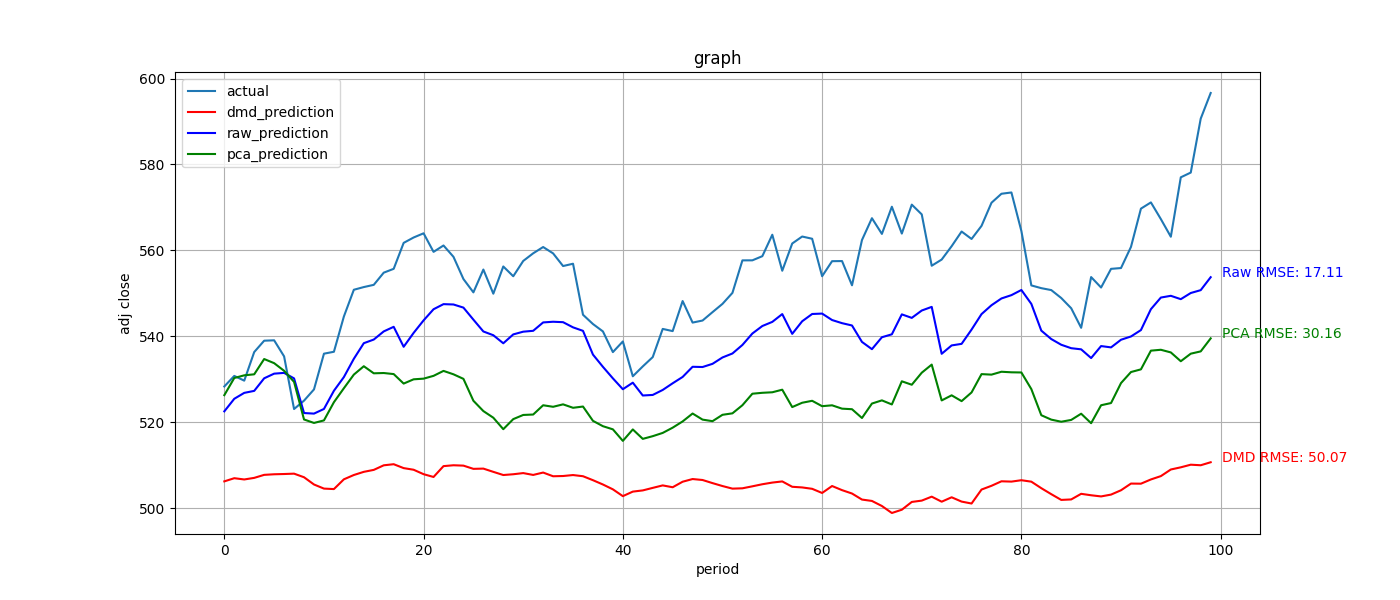 graph
600
580
560
540
520
500
adj close
actual
dmd_prediction
raw_prediction
pca_prediction
Raw RMSE: 17.11
PCA RMSE: 30.16
DMD RMSE: 50.07
0 20 40 60 80 100
period